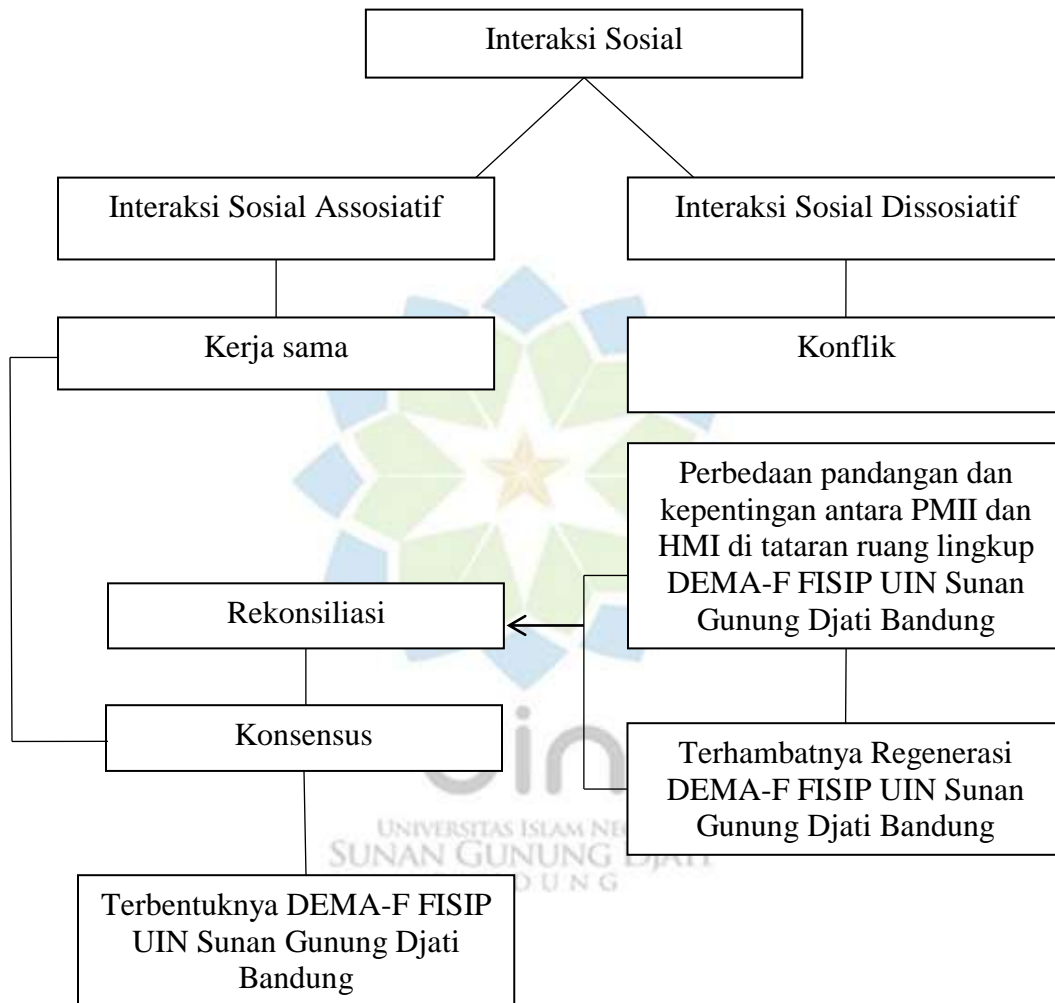 Interaksi Sosial
Interaksi Sosial Assosiatif
Interaksi Sosial Dissosiatif
Kerja sama
Konflik
Perbedaan pandangan dan
kepentingan antara PMII dan
HMI di tataran ruang lingkup
DEMA-F FISIP UIN Sunan
Gunung Djati Bandung
Rekonsiliasi
Konsensus
Terhambatnya Regenerasi
DEMA-F FISIP UIN Sunan
Gunung Djati Bandung
uin
UNIVERSITAS ISLAM
SUNAN GUNUNG DJATI
Terbentuknya DEMA-F FISIP
UIN Sunan Gunung Djati
Bandung